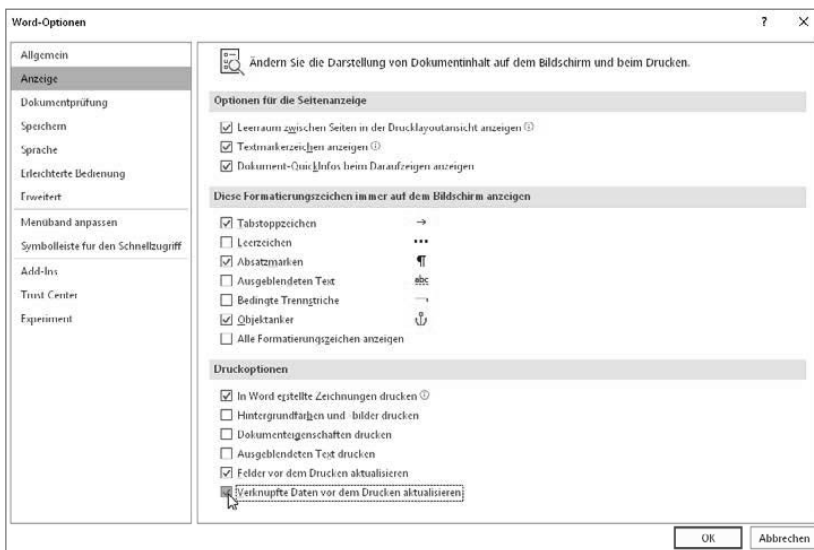 Word-Optionen
?
Allgemein
Anzeige
Dokumentprüfung
Speichern
Sprache
Erleichterte Bedienung
Erweitert
Menüband anpassen
Symbolleiste für den Schnellzugriff
Add-Ins
Trust Center
Experiment
Ändern Sie die Darstellung von Dokumentinhalt auf dem Bildschirm und beim Drucken.
Optionen für die Seitenanzeige
Leerraum zwischen Seiten in der Drucklayoutansicht anzeigen
Textmarkerzeichen anzeigen
Dokument-QuickInfos beim Daraufzeigen anzeigen
Diese Formatierungszeichen immer auf dem Bildschirm anzeigen
Tabstoppzeichen →
Leerzeichen •••
Absatzmarken ¶
Ausgeblendeten Text abc
Bedingte Trennstriche ¬
Objektanker
Alle Formatierungszeichen anzeigen
Druckoptionen
In Word erstellte Zeichnungen drucken
Hintergrundfarben und -bilder drucken
Dokumenteigenschaften drucken
Ausgeblendeten Text drucken
Felder vor dem Drucken aktualisieren
Verknüpfte Daten vor dem Drucken aktualisieren
OK
Abbrechen